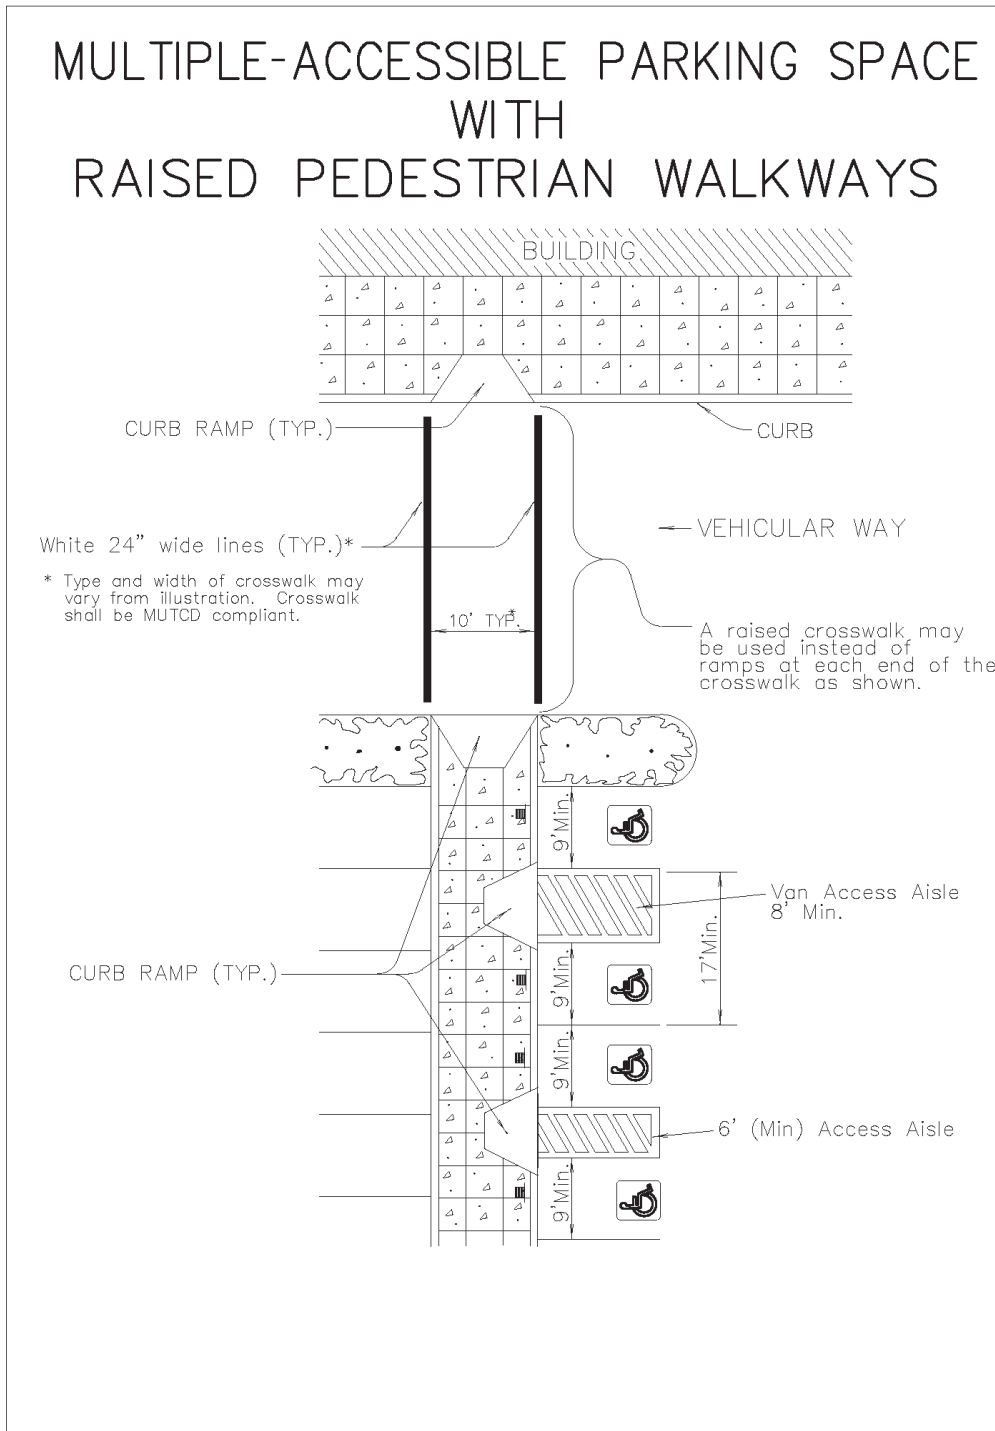 MULTIPLE-ACCESSIBLE PARKING SPACE
WITH
RAISED PEDESTRIAN WALKWAYS
BUILDING
CURB RAMP (TYP.)
CURB
VEHICULAR WAY
White 24" wide lines (TYP.)*
* Type and width of crosswalk may
vary from illustration. Crosswalk
shall be MUTCD compliant.
10' TYP.*
A raised crosswalk may
be used instead of
ramps at each end of the
crosswalk as shown.
9'Min.
Van Access Aisle
8' Min.
17'Min.
CURB RAMP (TYP.)
9'Min.
9'Min.
6' (Min) Access Aisle
9'Min.